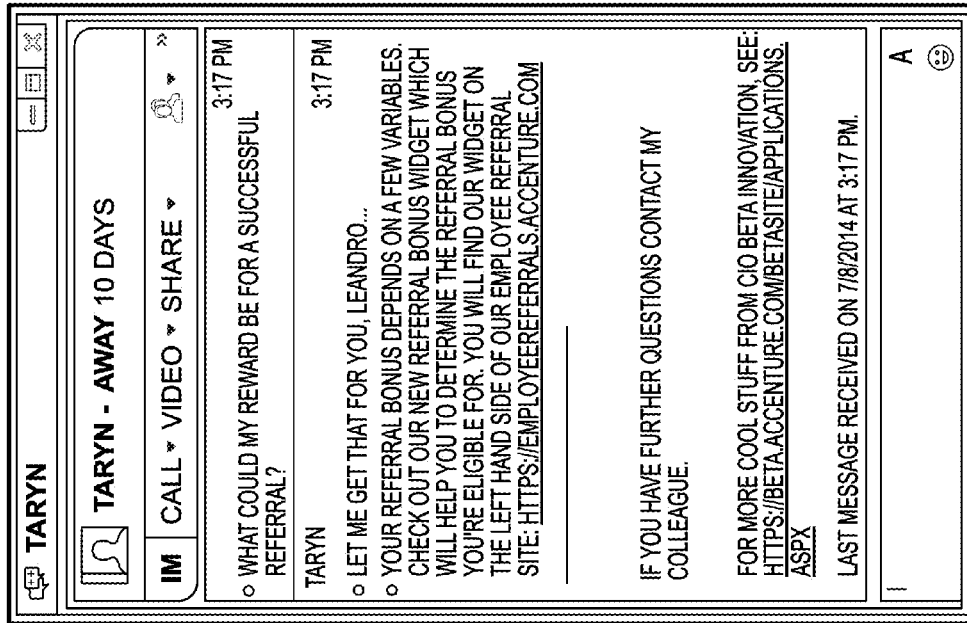 TARYN
TARYN - AWAY 10 DAYS
IM CALL VIDEO SHARE »
WHAT COULD MY REWARD BE FOR A SUCCESSFUL 3:17 PM
REFERRAL?
TARYN 3:17 PM
LET ME GET THAT FOR YOU, LEANDRO...
YOUR REFERRAL BONUS DEPENDS ON A FEW VARIABLES.
CHECK OUT OUR NEW REFERRAL BONUS WIDGET WHICH
WILL HELP YOU TO DETERMINE THE REFERRAL BONUS
YOU'RE ELIGIBLE FOR. YOU WILL FIND OUR WIDGET ON
THE LEFT HAND SIDE OF OUR EMPLOYEE REFERRAL
SITE: HTTPS://EMPLOYEEREFERRALS.ACCENTURE.COM
IF YOU HAVE FURTHER QUESTIONS CONTACT MY
COLLEAGUE.
FOR MORE COOL STUFF FROM CIO BETA INNOVATION, SEE:
HTTPS://BETA.ACCENTURE.COM/BETASITE/APPLICATIONS.
ASPX
LAST MESSAGE RECEIVED ON 7/8/2014 AT 3:17 PM.
A